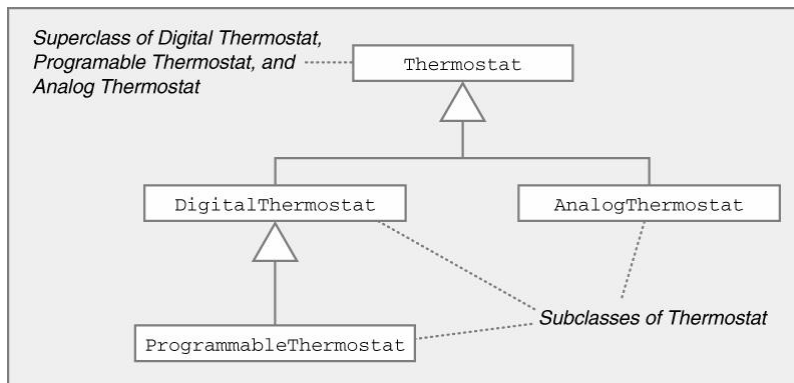 Superclass of Digital Thermostat,
Programable Thermostat, and
Analog Thermostat
Thermostat
DigitalThermostat
AnalogThermostat
Subclasses of Thermostat
ProgrammableThermostat